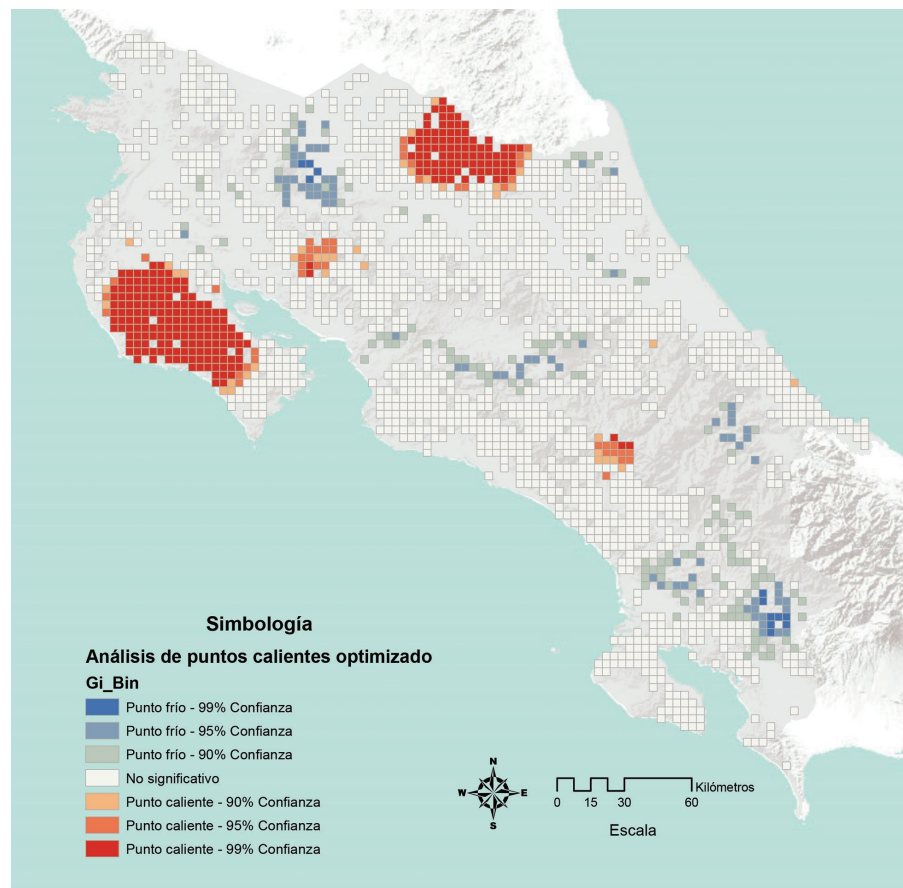 Simbología
Análisis de puntos calientes optimizado
Gi_Bin
Punto frío - 99% Confianza
Punto frío - 95% Confianza
Punto frío - 90% Confianza
No significativo
Punto caliente - 90% Confianza
Punto caliente - 95% Confianza
Punto caliente - 99% Confianza
N
W E
S
Kilómetros
0 15 30 60
Escala